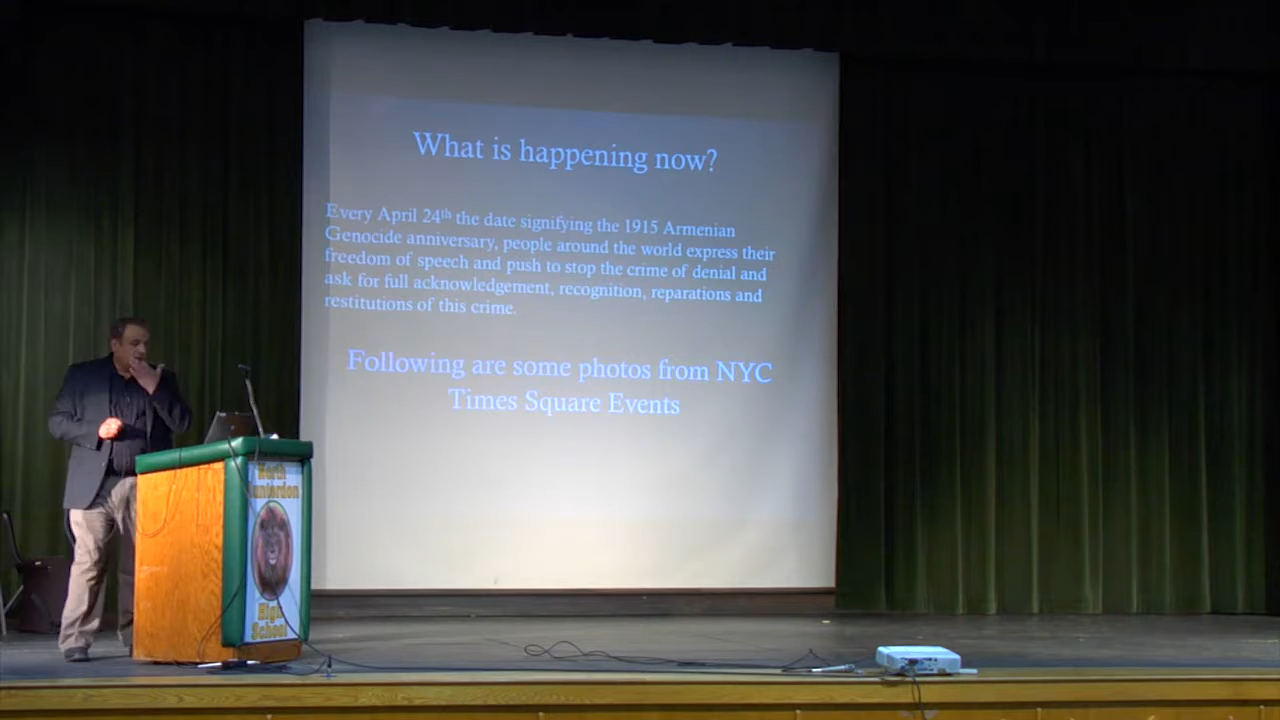 What is happening now?
Every April 24th the date signifying the 1915 Armenian
Genocide anniversary, people around the world express their
freedom of speech and push to stop the crime of denial and
ask for full acknowledgement, recognition, reparations and
restitutions of this crime.
Following are some photos from NYC
Times Square Events
North
Hunterdon
High
School